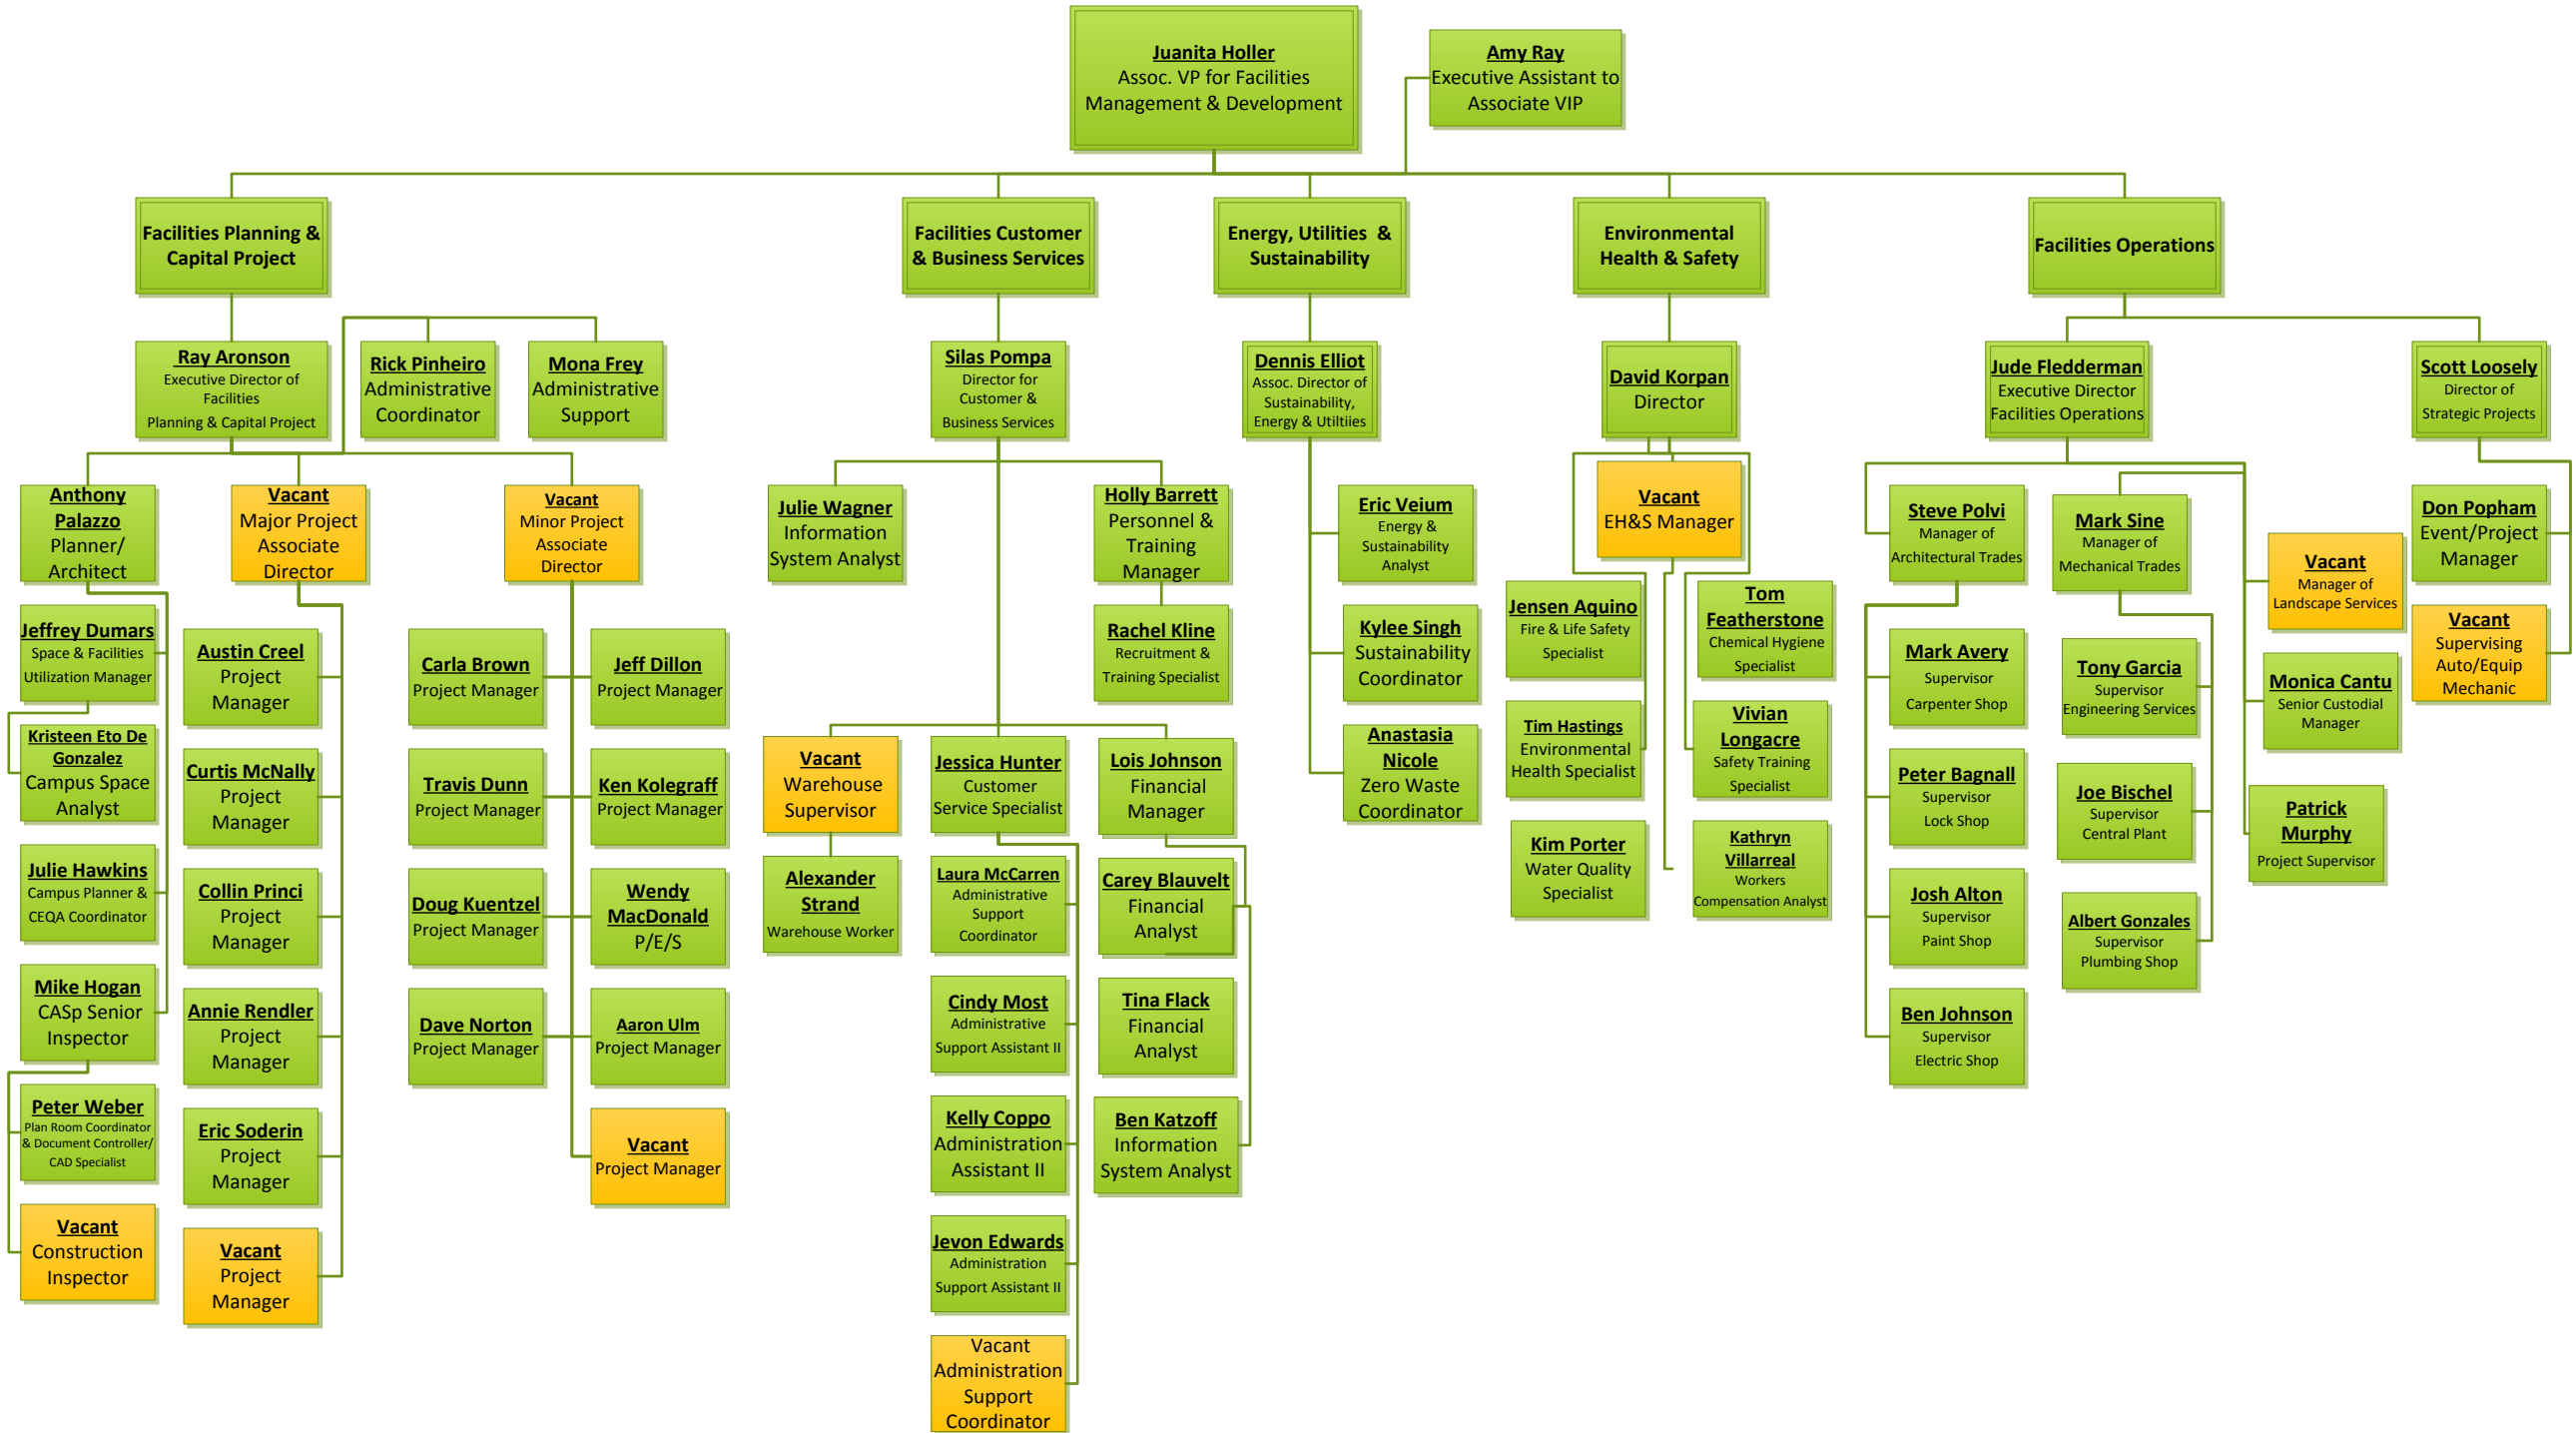 Juanita Holler
Assoc. VP for Facilities
Management & Development
Amy Ray
Executive Assistant to
Associate VIP
Facilities Planning &
Capital Project
Facilities Customer
& Business Services
Energy, Utilities &
Sustainability
Environmental
Health & Safety
Facilities Operations
Ray Aronson
Executive Director of
Facilities
Planning & Capital Project
Rick Pinheiro
Administrative
Coordinator
Mona Frey
Administrative
Support
Silas Pompa
Director for
Customer &
Business Services
Dennis Elliot
Assoc. Director of
Sustainability,
Energy & Utiltiies
David Korpan
Director
Jude Fledderman
Executive Director
Facilities Operations
Scott Loosely
Director of
Strategic Projects
Anthony
Palazzo
Planner/
Architect
Vacant
Major Project
Associate
Director
Vacant
Minor Project
Associate
Director
Julie Wagner
Information
System Analyst
Holly Barrett
Personnel &
Training
Manager
Eric Veium
Energy &
Sustainability
Analyst
Vacant
EH&S Manager
Steve Polvi
Manager of
Architectural Trades
Mark Sine
Manager of
Mechanical Trades
Vacant
Manager of
Landscape Services
Don Popham
Event/Project
Manager
Jeffrey Dumars
Space & Facilities
Utilization Manager
Austin Creel
Project
Manager
Carla Brown
Project Manager
Jeff Dillon
Project Manager
Rachel Kline
Recruitment &
Training Specialist
Kylee Singh
Sustainability
Coordinator
Jensen Aquino
Fire & Life Safety
Specialist
Tom
Featherstone
Chemical Hygiene
Specialist
Mark Avery
Supervisor
Carpenter Shop
Tony Garcia
Supervisor
Engineering Services
Monica Cantu
Senior Custodial
Manager
Vacant
Supervising
Auto/Equip
Mechanic
Kristeen Eto De
Gonzalez
Campus Space
Analyst
Curtis McNally
Project
Manager
Travis Dunn
Project Manager
Ken Kolegraff
Project Manager
Vacant
Warehouse
Supervisor
Jessica Hunter
Customer
Service Specialist
Lois Johnson
Financial
Manager
Anastasia
Nicole
Zero Waste
Coordinator
Tim Hastings
Environmental
Health Specialist
Vivian
Longacre
Safety Training
Specialist
Peter Bagnall
Supervisor
Lock Shop
Joe Bischel
Supervisor
Central Plant
Patrick
Murphy
Project Supervisor
Julie Hawkins
Campus Planner &
CEQA Coordinator
Collin Princi
Project
Manager
Doug Kuentzel
Project Manager
Wendy
MacDonald
P/E/S
Alexander
Strand
Warehouse Worker
Laura McCarren
Administrative
Support
Coordinator
Carey Blauvelt
Financial
Analyst
Kim Porter
Water Quality
Specialist
Kathryn
Villarreal
Workers
Compensation Analyst
Josh Alton
Supervisor
Paint Shop
Albert Gonzales
Supervisor
Plumbing Shop
Mike Hogan
CASp Senior
Inspector
Annie Rendler
Project
Manager
Dave Norton
Project Manager
Aaron Ulm
Project Manager
Cindy Most
Administrative
Support Assistant II
Tina Flack
Financial
Analyst
Ben Johnson
Supervisor
Electric Shop
Peter Weber
Plan Room Coordinator
& Document Controller/
CAD Specialist
Eric Soderin
Project
Manager
Vacant
Project Manager
Kelly Coppo
Administration
Assistant II
Ben Katzoff
Information
System Analyst
Vacant
Construction
Inspector
Vacant
Project
Manager
Jevon Edwards
Administration
Support Assistant II
Vacant
Administration
Support
Coordinator